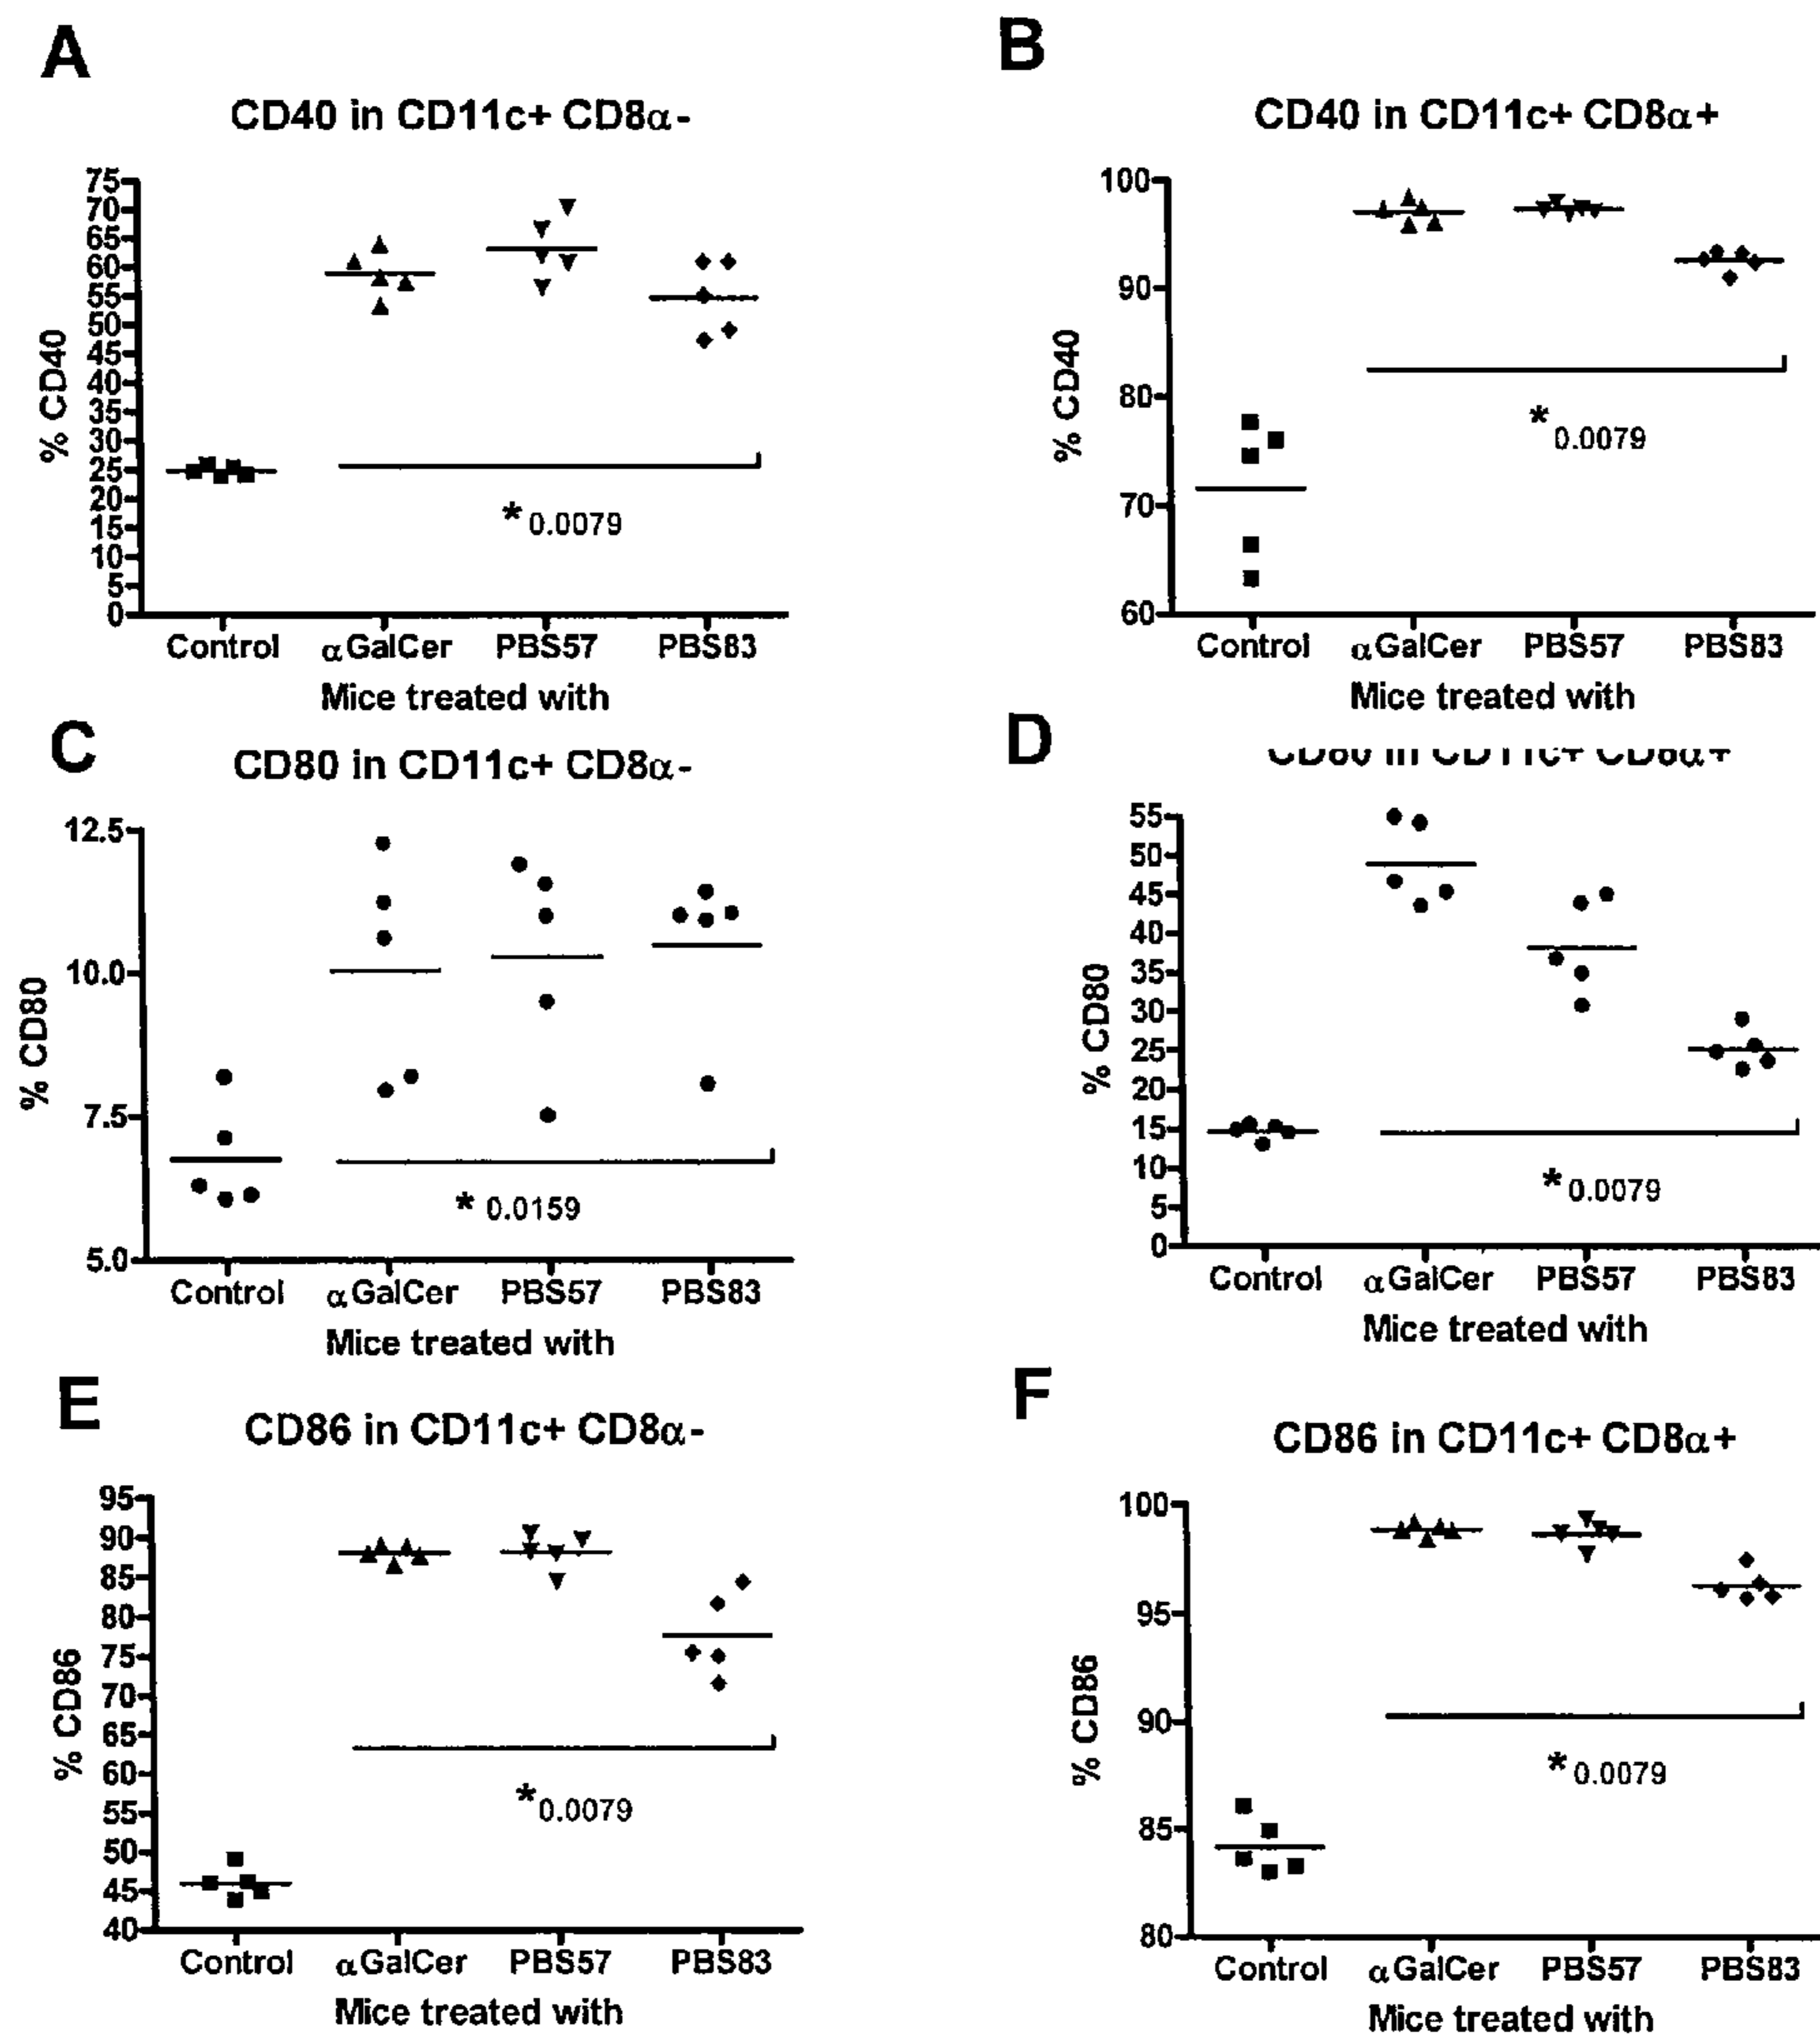 A
CD40 in CD11c+ CD8α-
% CD40
75
70
65
60
55
50
45
40
35
30
25
20
15
10
5
0
Control αGalCer PBS57 PBS83
Mice treated with
* 0.0079
B
CD40 in CD11c+ CD8α+
% CD40
100
90
80
70
60
Control αGalCer PBS57 PBS83
Mice treated with
* 0.0079
C
CD80 in CD11c+ CD8α-
% CD80
12.5
10.0
7.5
5.0
Control αGalCer PBS57 PBS83
Mice treated with
* 0.0159
D
CD80 in CD11c+ CD8α+
% CD80
55
50
45
40
35
30
25
20
15
10
5
0
Control αGalCer PBS57 PBS83
Mice treated with
* 0.0079
E
CD86 in CD11c+ CD8α-
% CD86
95
90
85
80
75
70
65
60
55
50
45
40
Control αGalCer PBS57 PBS83
Mice treated with
* 0.0079
F
CD86 in CD11c+ CD8α+
% CD86
100
95
90
85
80
Control αGalCer PBS57 PBS83
Mice treated with
* 0.0079